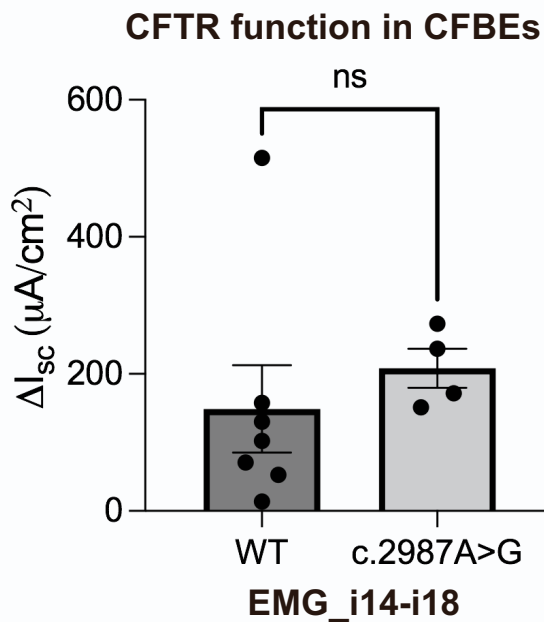 CFTR function in CFBEs
ns
600
400
200
0
ΔIsc (µA/cm²)
WT
c.2987A>G
EMG_i14-i18